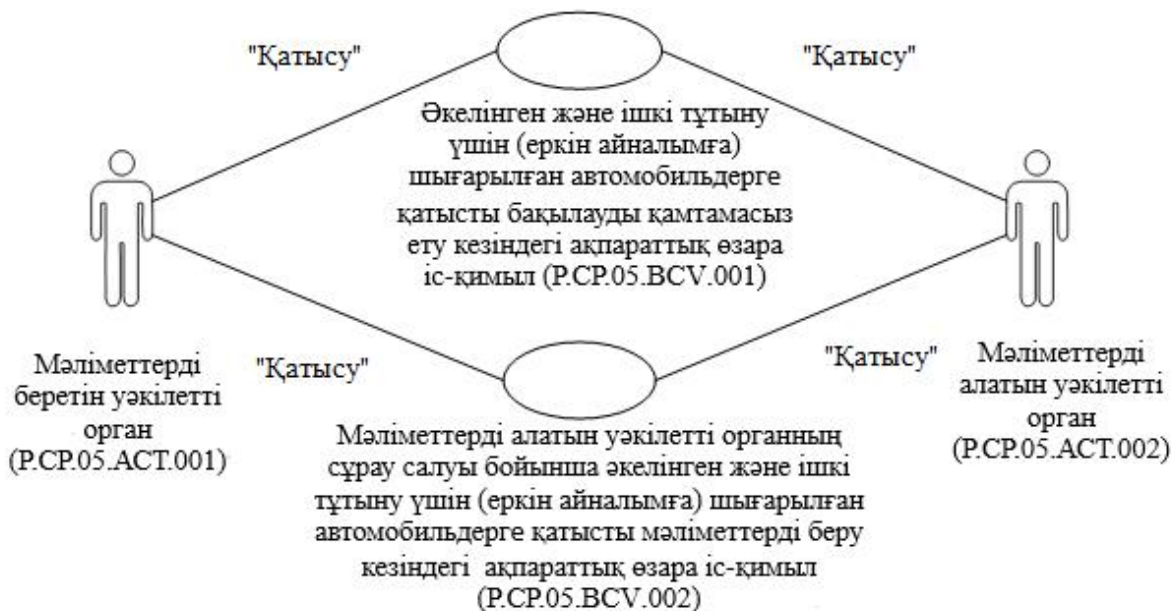 "Қатысу"
"Қатысу"
Әкелінген және ішкі тұтыну
үшін (еркін айналымға)
шығарылған автомобильдерге
қатысты бақылауды қамтамасыз
ету кезіндегі ақпараттық өзара
іс-қимыл (P.CP.05.BCV.001)
Мәліметтерді
беретін уәкілетті
орган
(P.CP.05.ACT.001)
"Қатысу"
"Қатысу"
Мәліметтерді
алатын уәкілетті
орган
(P.CP.05.ACT.002)
Мәліметтерді алатын уәкілетті органның
сұрау салуы бойынша әкелінген және ішкі
тұтыну үшін (еркін айналымға) шығарылған
автомобильдерге қатысты мәліметтерді беру
кезіндегі ақпараттық өзара іс-қимыл
(P.CP.05.BCV.002)